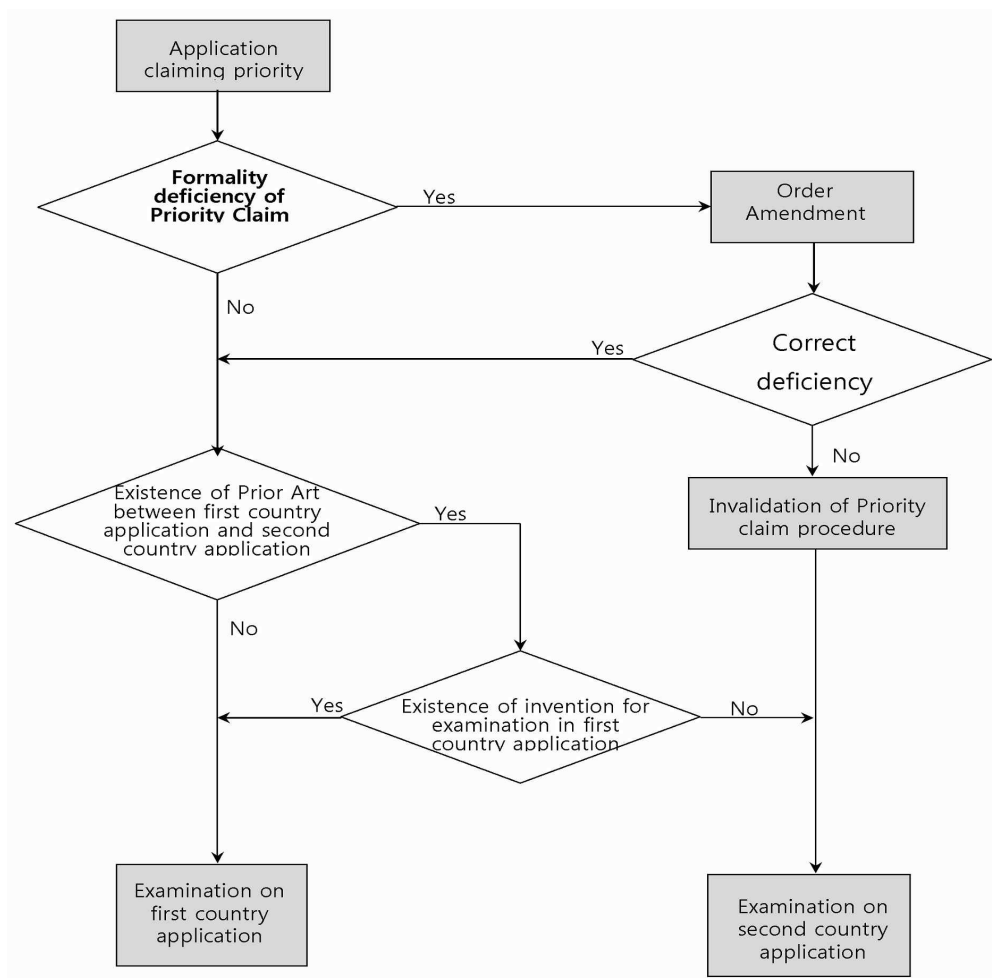 Application
claiming priority
Formality
deficiency of
Priority Claim
Yes
Order
Amendment
No
Yes
Correct
deficiency
No
Existence of Prior Art
between first country
application and second
country application
Yes
Invalidation of Priority
claim procedure
No
Yes
Existence of invention for
examination in first
country application
No
Examination on
first country
application
Examination on
second country
application